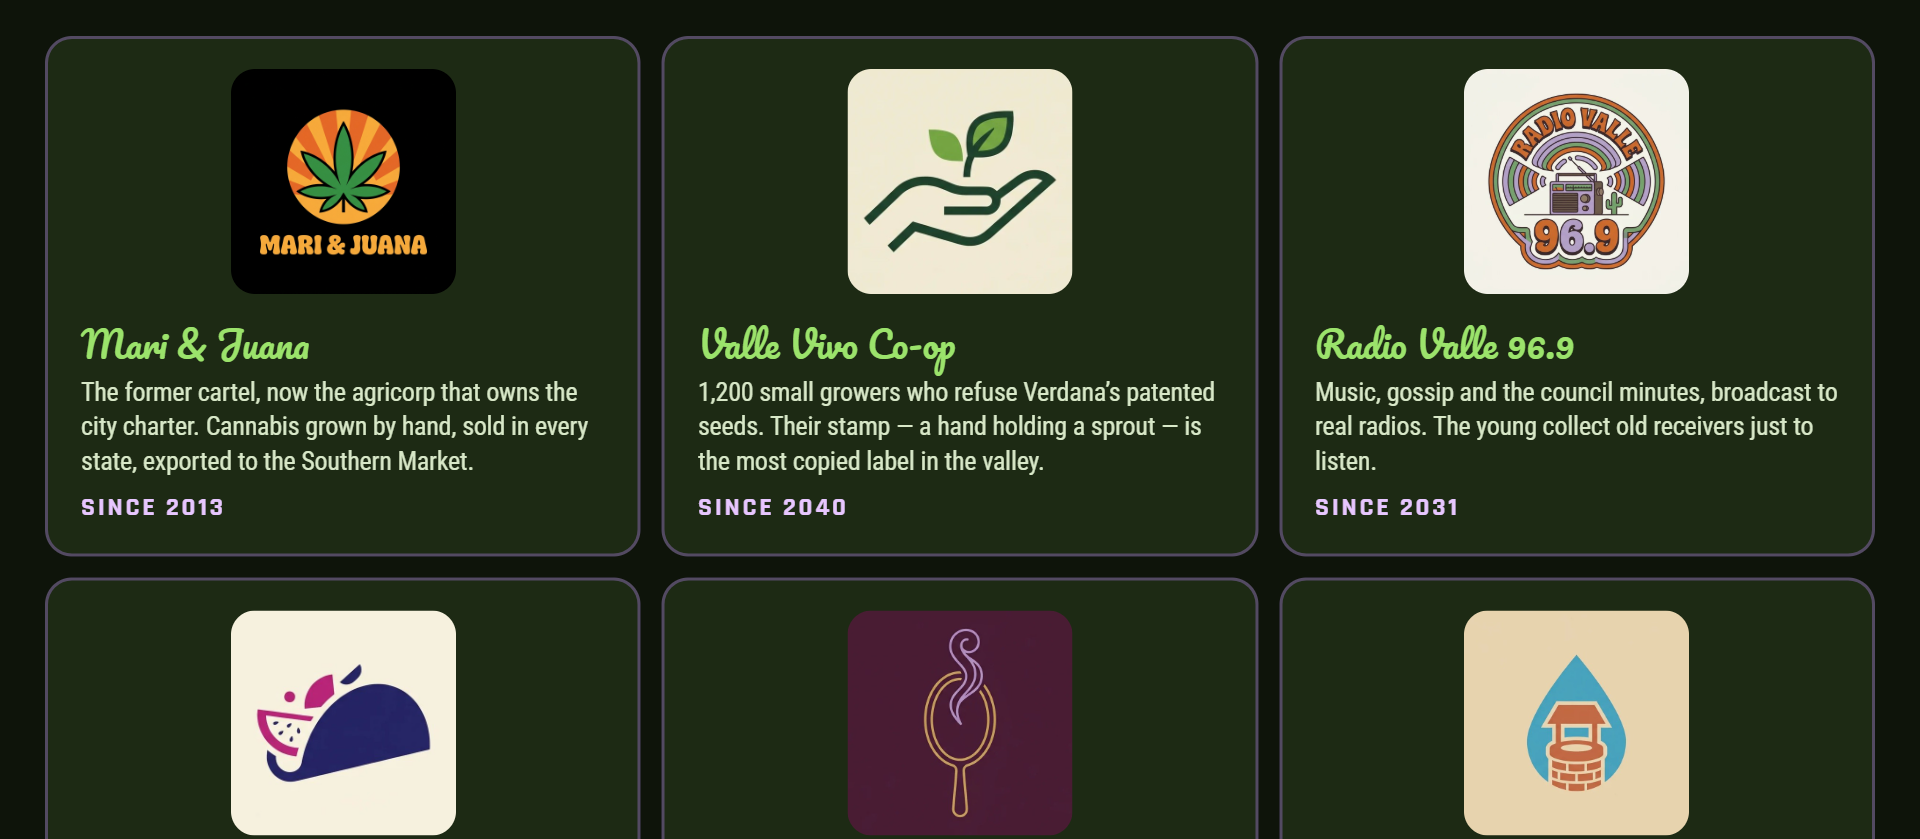 MARI & JUANA
RADIO VALLE
96.9
Mari & Juana
The former cartel, now the agricorp that owns the
city charter. Cannabis grown by hand, sold in every
state, exported to the Southern Market.
SINCE 2013
Valle Vivo Co-op
1,200 small growers who refuse Verdana’s patented
seeds. Their stamp — a hand holding a sprout — is
the most copied label in the valley.
SINCE 2040
Radio Valle 96.9
Music, gossip and the council minutes, broadcast to
real radios. The young collect old receivers just to
listen.
SINCE 2031